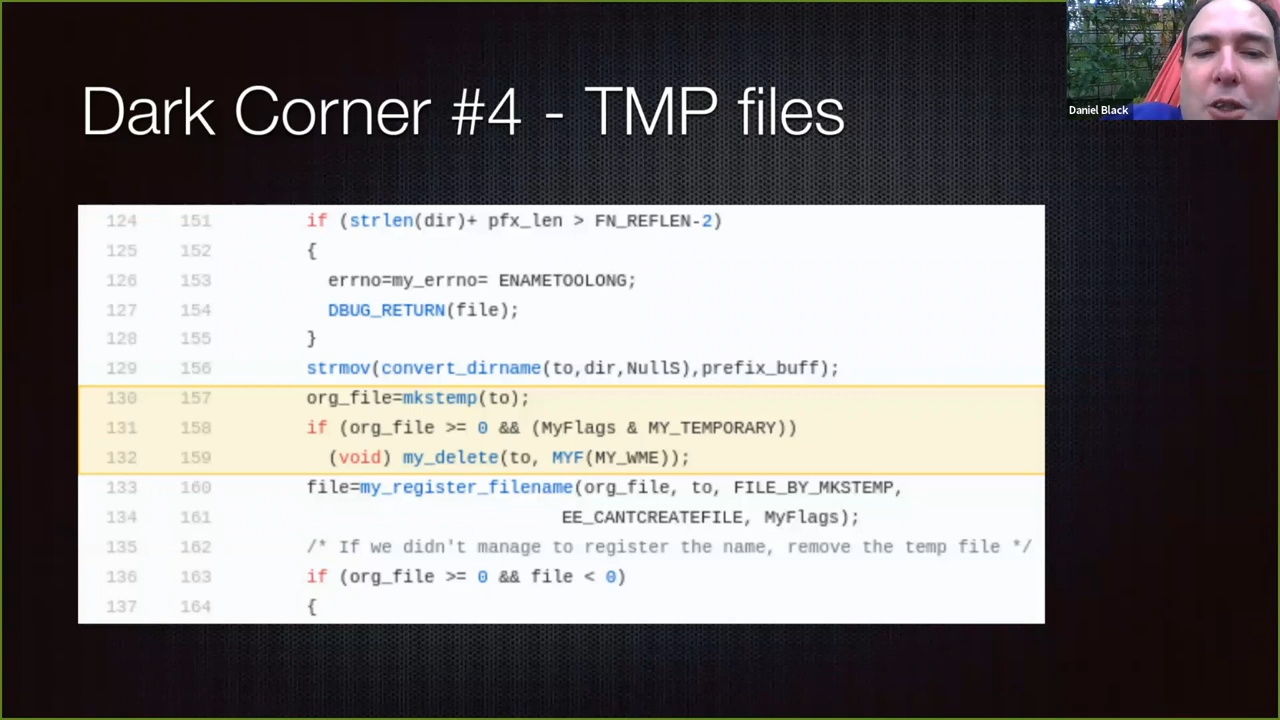 Daniel Black
Dark Corner #4 - TMP files
124 151 if (strlen(dir)+ pfx_len > FN_REFLEN-2)
125 152 {
126 153 errno=my_errno= ENAMETOOLONG;
127 154 DBUG_RETURN(file);
128 155 }
129 156 strmov(convert_dirname(to,dir,NullS),prefix_buff);
130 157 org_file=mkstemp(to);
131 158 if (org_file >= 0 && (MyFlags & MY_TEMPORARY))
132 159 (void) my_delete(to, MYF(MY_WME));
133 160 file=my_register_filename(org_file, to, FILE_BY_MKSTEMP,
134 161 EE_CANTCREATEFILE, MyFlags);
135 162 /* If we didn't manage to register the name, remove the temp file */
136 163 if (org_file >= 0 && file < 0)
137 164 {